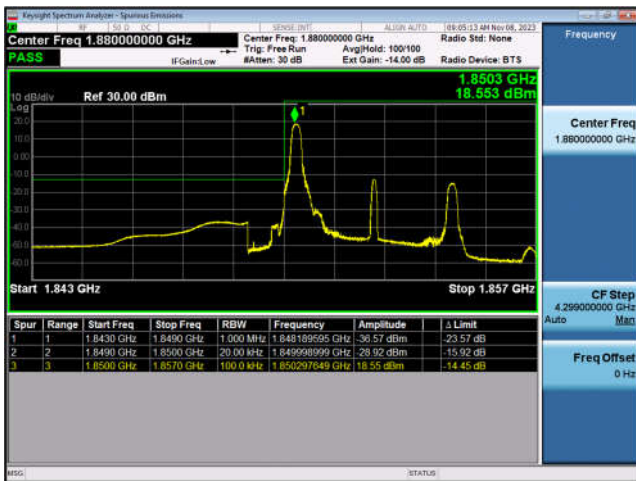 Keysight Spectrum Analyzer - Spurious Emissions
RF 50 Ω DC SENSE:INT ALIGN AUTO 09:05:13 AM Nov 08, 2023
Center Freq 1.880000000 GHz
PASS
IFGain:Low
Center Freq: 1.880000000 GHz
Trig: Free Run Avg|Hold: 100/100
#Atten: 30 dB Ext Gain: -14.00 dB
Radio Std: None
Radio Device: BTS
Frequency
1.8503 GHz
18.553 dBm
10 dB/div Ref 30.00 dBm
Log
20.0
10.0
0.00
-10.0
-20.0
-30.0
-40.0
-50.0
-60.0
1
Start 1.843 GHz Stop 1.857 GHz
Center Freq
1.880000000 GHz
CF Step
4.299000000 GHz
Auto Man
Freq Offset
0 Hz
Spur Range Start Freq Stop Freq RBW Frequency Amplitude Δ Limit
1 1 1.8430 GHz 1.8490 GHz 1.000 MHz 1.848189595 GHz -36.57 dBm -23.57 dB
2 2 1.8490 GHz 1.8500 GHz 20.00 kHz 1.849998999 GHz -28.92 dBm -15.92 dB
3 3 1.8500 GHz 1.8570 GHz 100.0 kHz 1.850297649 GHz 18.55 dBm -14.45 dB
MSG STATUS